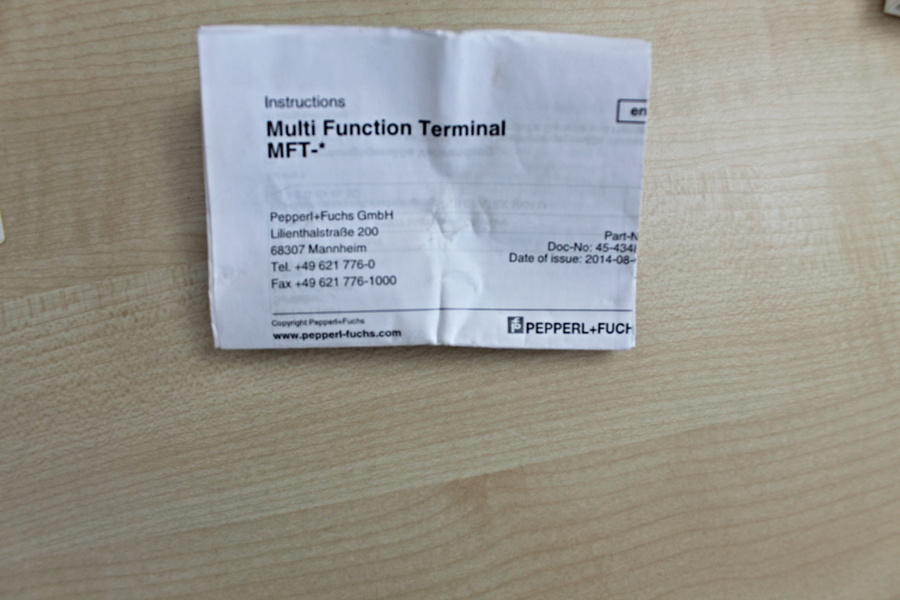 Instructions
en
Multi Function Terminal
MFT-*
Pepperl+Fuchs GmbH
Lilienthalstraße 200
68307 Mannheim
Tel. +49 621 776-0
Fax +49 621 776-1000
Part-N
Doc-No: 45-434
Date of issue: 2014-08-
Copyright Pepperl+Fuchs
www.pepperl-fuchs.com
PEPPERL+FUCH